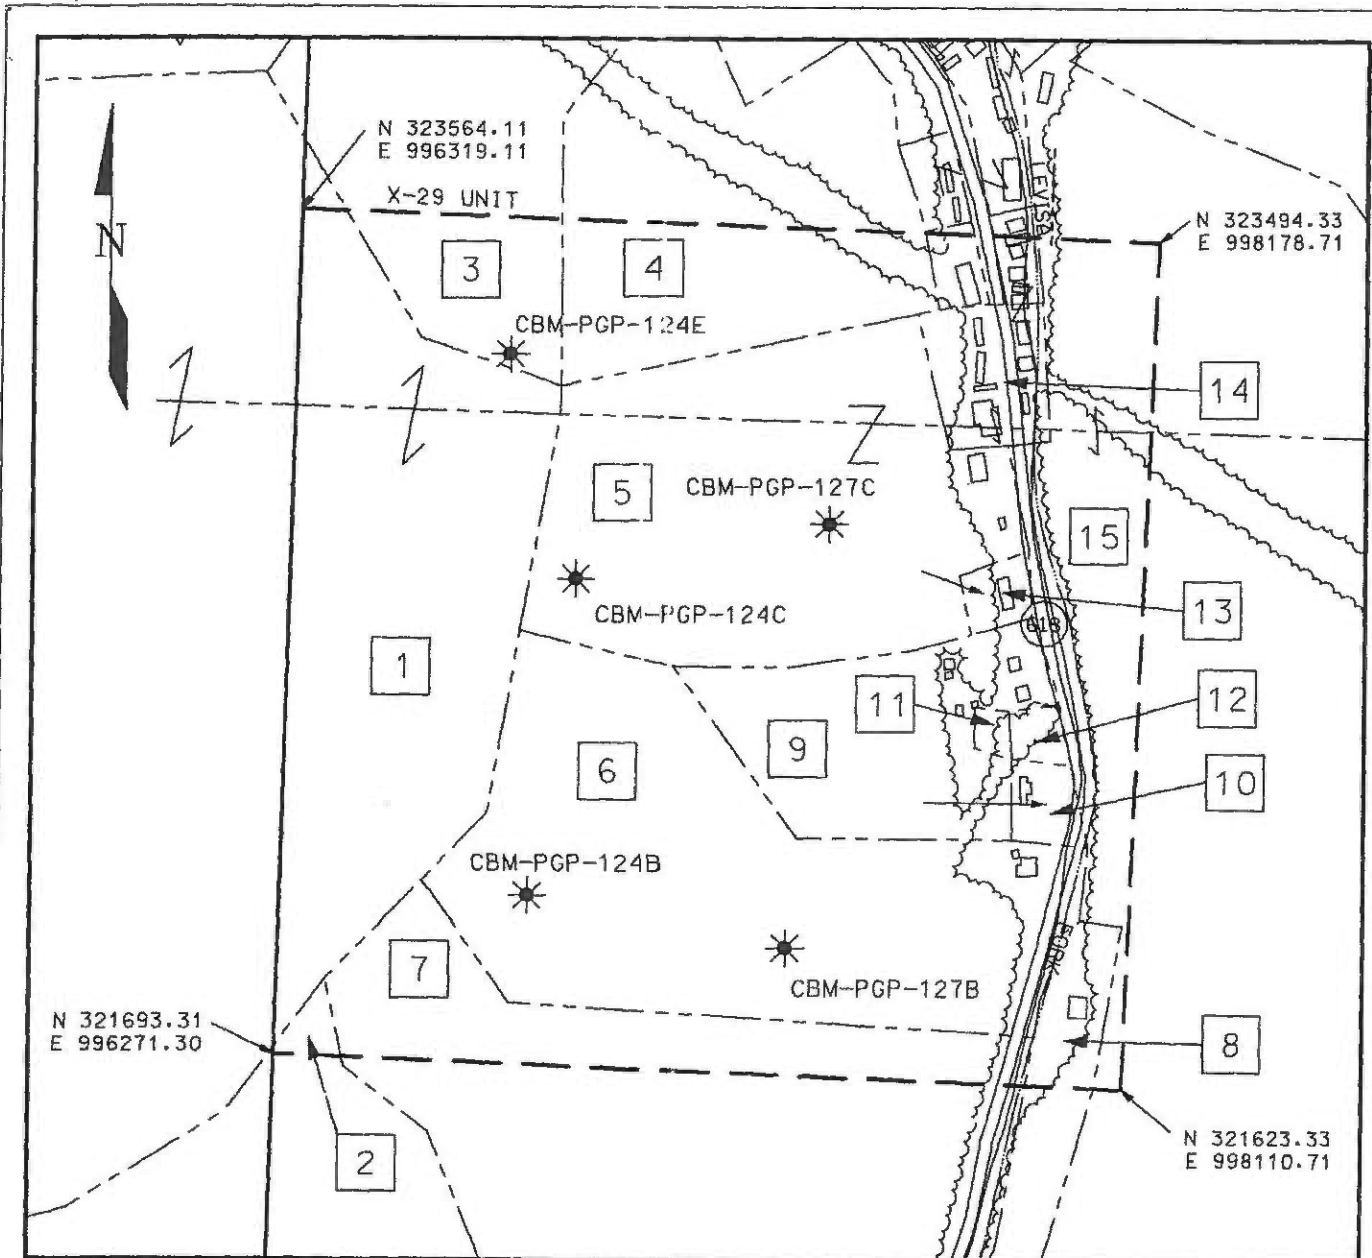 N 323564.11
E 996319.11
X-29 UNIT
LEVISA
N 323494.33
E 998178.71
N
3
4
CBM-PGP-124E
14
5
CBM-PGP-127C
15
CBM-PGP-124C
13
618
1
11
12
9
6
10
CBM-PGP-124B
7
FORK
CBM-PGP-127B
N 321693.31
E 996271.30
8
2
N 321623.33
E 998110.71